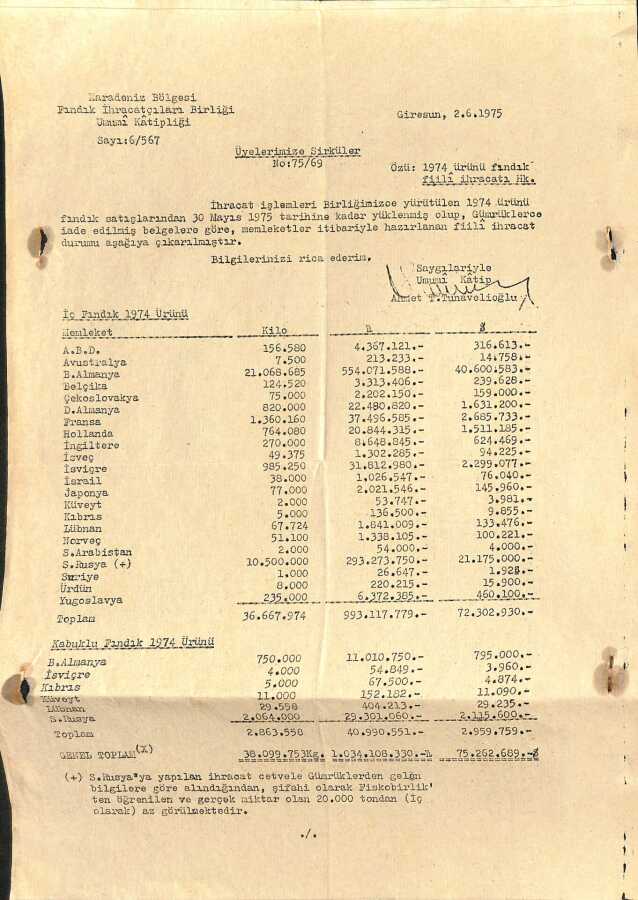 Karadeniz Bölgesi
Fındık İhracatçıları Birliği
Umumî Kâtipliği
Sayı:6/567
Giresun, 2.6.1975
Üyelerimize Sirküler
No:75/69
Özü: 1974 ürünü fındık
fiilî ihracatı Hk.
İhraçat işlemleri Birliğimizce yürütülen 1974 ürünü
fındık satışlarından 30 Mayıs 1975 tarihine kadar yüklenmiş olup, Gümrüklerce
iade edilmiş belgelere göre, memleketler itibariyle hazırlanan fiilî ihracat
durumu aşağıya çıkarılmıştır.
Bilgilerinizi rica ederim.
Saygılariyle
Umumî Kâtip
Ahmet T.Tunavelioğlu
İç Fındık 1974 Ürünü
Memleket Kilo $
A.B.D. 156.580 4.367.121.- 316.613.-
Avustralya 7.500 213.233.- 14.758.-
B.Almanya 21.068.685 554.071.588.- 40.600.583.-
Belçika 124.520 3.313.406.- 239.628.-
Çekoslovakya 75.000 2.202.150.- 159.000.-
D.Almanya 820.000 22.480.820.- 1.631.200.-
Fransa 1.360.160 37.496.585.- 2.685.733.-
Hollanda 764.080 20.844.315.- 1.511.185.-
İngiltere 270.000 8.648.845.- 624.469.-
İsveç 49.375 1.302.285.- 94.225.-
İsviçre 985.250 31.812.980.- 2.299.077.-
İsrail 38.000 1.026.547.- 76.040.-
Japonya 77.000 2.021.546.- 145.960.-
Küveyt 2.000 53.747.- 3.981.-
Kıbrıs 5.000 136.500.- 9.855.-
Lübnan 67.724 1.841.009.- 133.476.-
Norveç 51.100 1.338.105.- 100.221.-
S.Arabistan 2.000 54.000.- 4.000.-
S.Rusya (+) 10.500.000 293.273.750.- 21.175.000.-
Suriye 1.000 26.647.- 1.928.-
Ürdün 8.000 220.215.- 15.900.-
Yugoslavya 235.000 6.372.385.- 460.100.-
Toplam 36.667.974 993.117.779.- 72.302.930.-
Kabuklu Fındık 1974 Ürünü
B.Almanya 750.000 11.010.750.- 795.000.-
İsviçre 4.000 54.849.- 3.960.-
Kıbrıs 5.000 67.500.- 4.874.-
Küveyt 11.000 152.182.- 11.090.-
Lübnan 29.558 404.213.- 29.235.-
S.Rusya 2.064.000 29.301.060.- 2.115.600.-
Toplam 2.863.558 40.990.551.- 2.959.759.-
GENEL TOPLAM(X) 38.099.753Kg. 1.034.108.330.- 75.262.689.-$
(+) S.Rusya'ya yapılan ihracat cetvele Gümrüklerden gelen
bilgilere göre alındığından, şifahi olarak Fiskobirlik'
ten öğrenilen ve gerçek miktar olan 20.000 tondan (iç
olarak) az görülmektedir.
./.